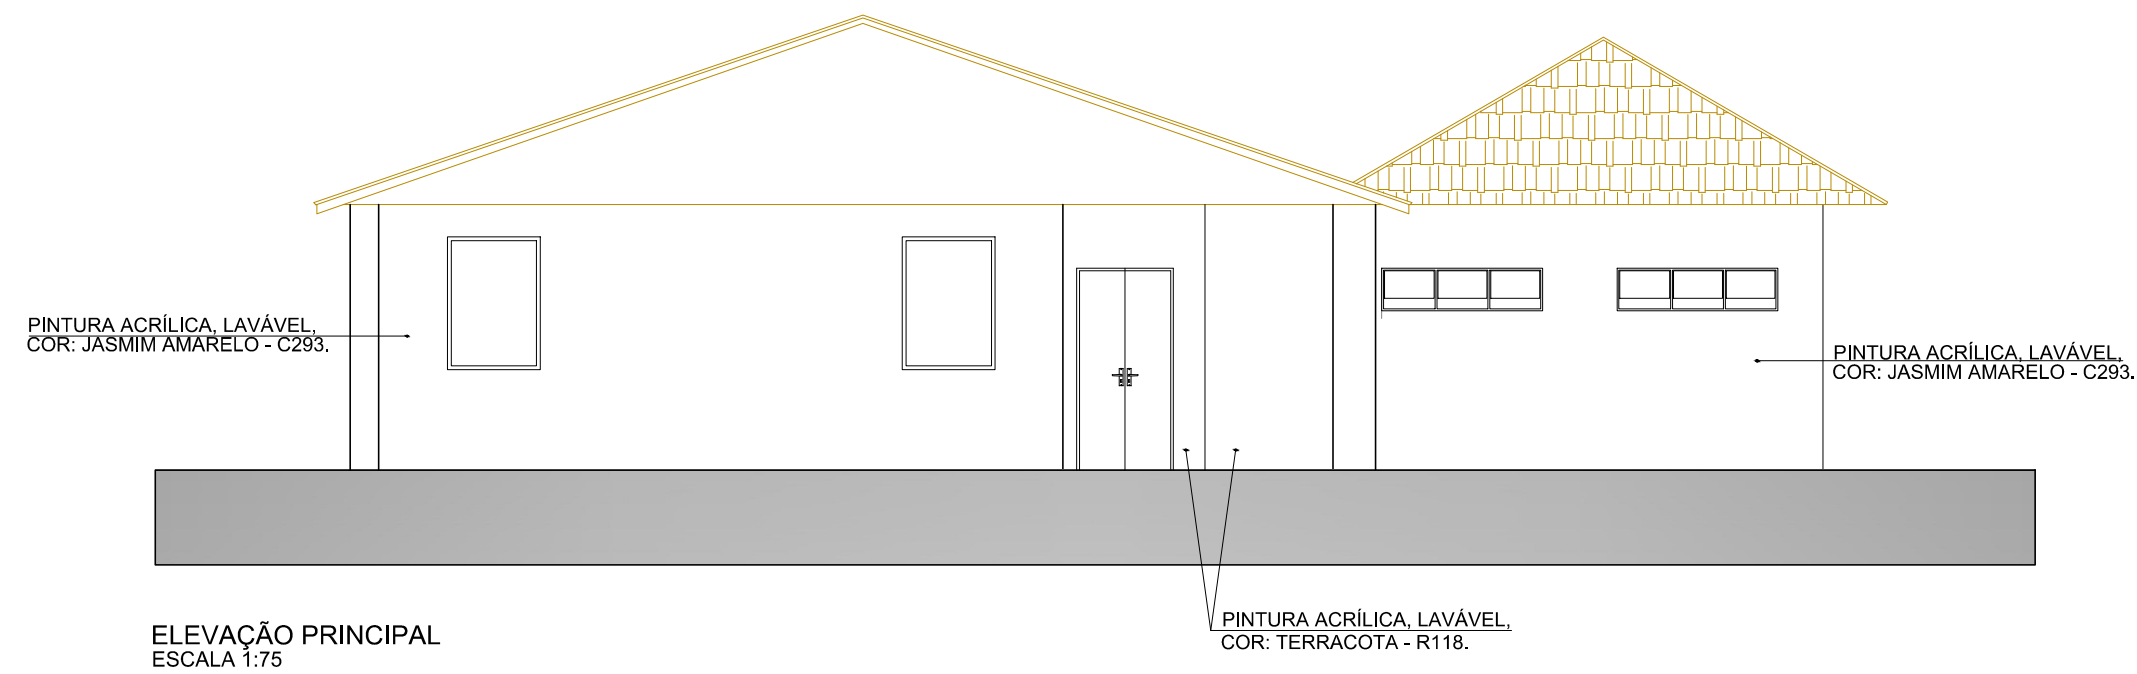 PINTURA ACRÍLICA, LAVÁVEL,
COR: JASMIM AMARELO - C293.
PINTURA ACRÍLICA, LAVÁVEL,
COR: JASMIM AMARELO - C293.
PINTURA ACRÍLICA, LAVÁVEL,
COR: TERRACOTA - R118.
ELEVAÇÃO PRINCIPAL
ESCALA 1:75